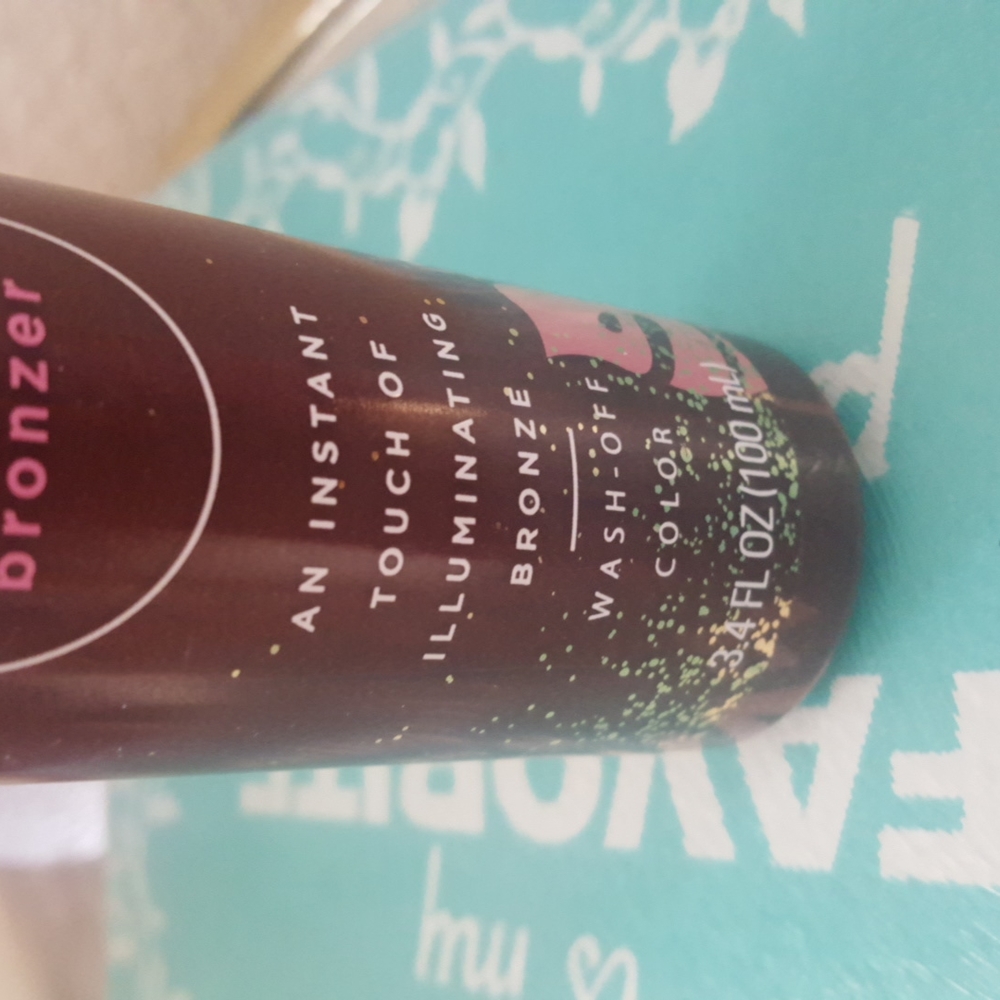 bronzer
AN INSTANT
TOUCH OF
ILLUMINATING
BRONZE
WASH-OFF
COLOR
3.4 FL OZ (100 mL)
my
FAVORITE